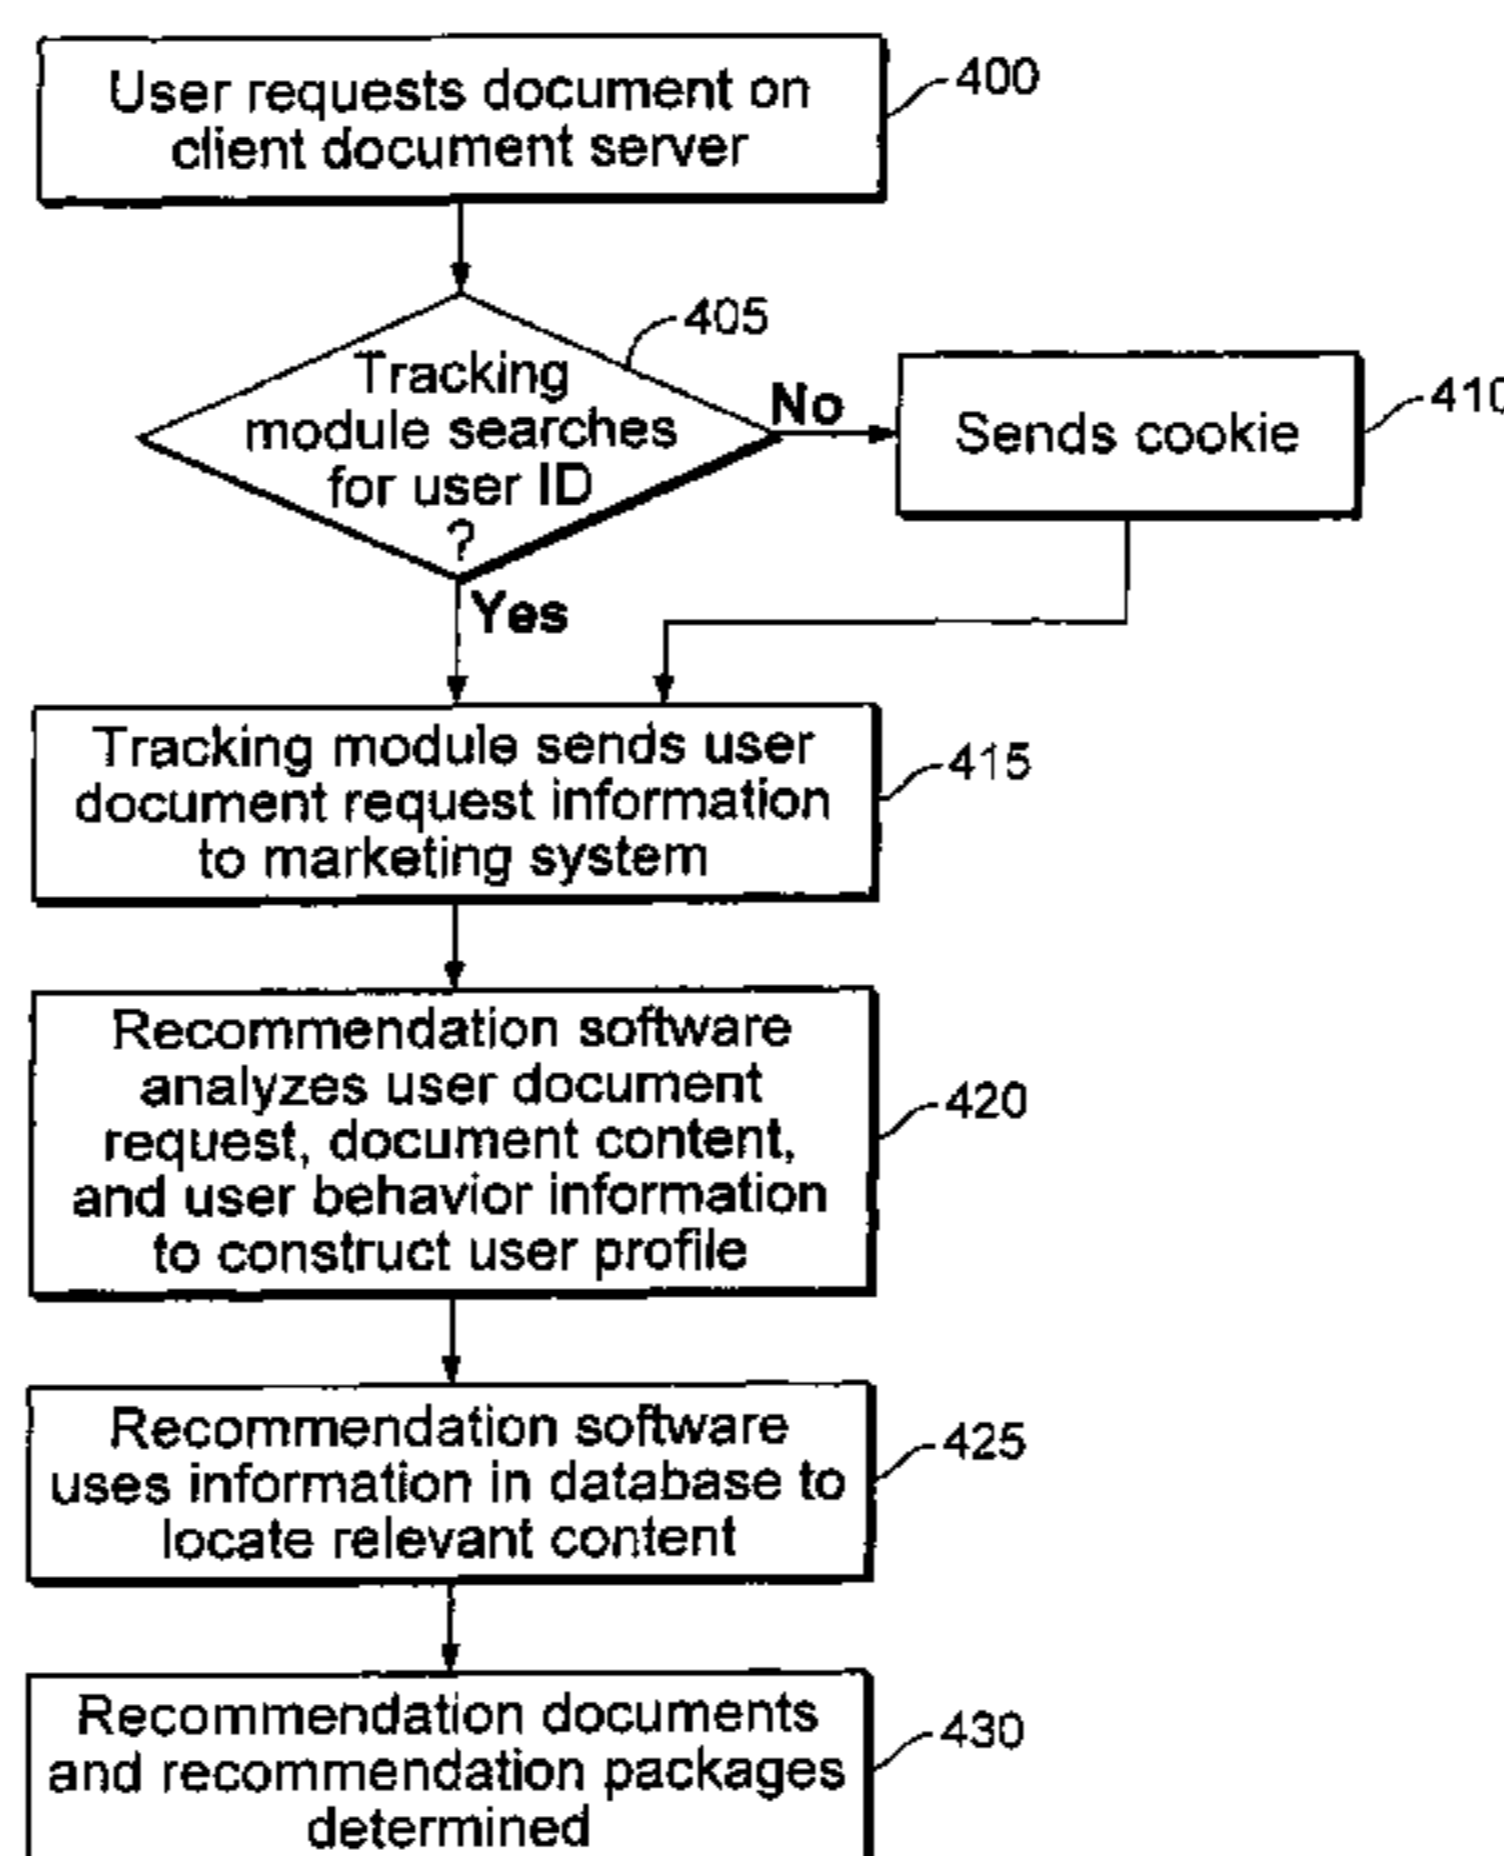 User requests document on
client document server
400
405
Tracking
module searches
for user ID
?
No
Sends cookie
410
Yes
Tracking module sends user
document request information
to marketing system
415
Recommendation software
analyzes user document
request, document content,
and user behavior information
to construct user profile
420
Recommendation software
uses information in database to
locate relevant content
425
Recommendation documents
and recommendation packages
determined
430